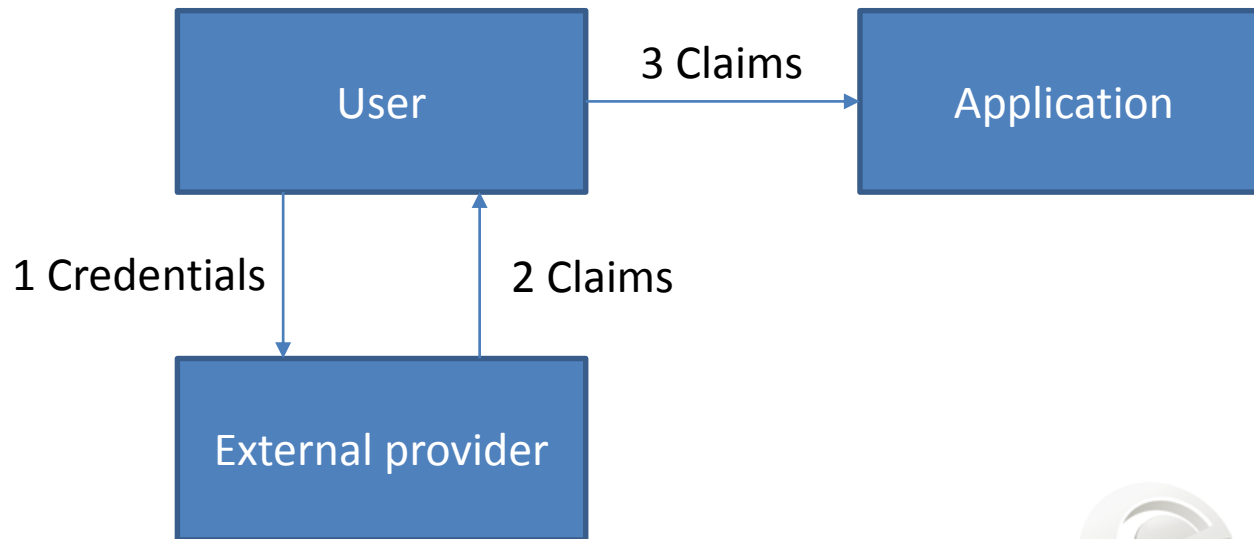 3 Claims
User
Application
1 Credentials
2 Claims
External provider